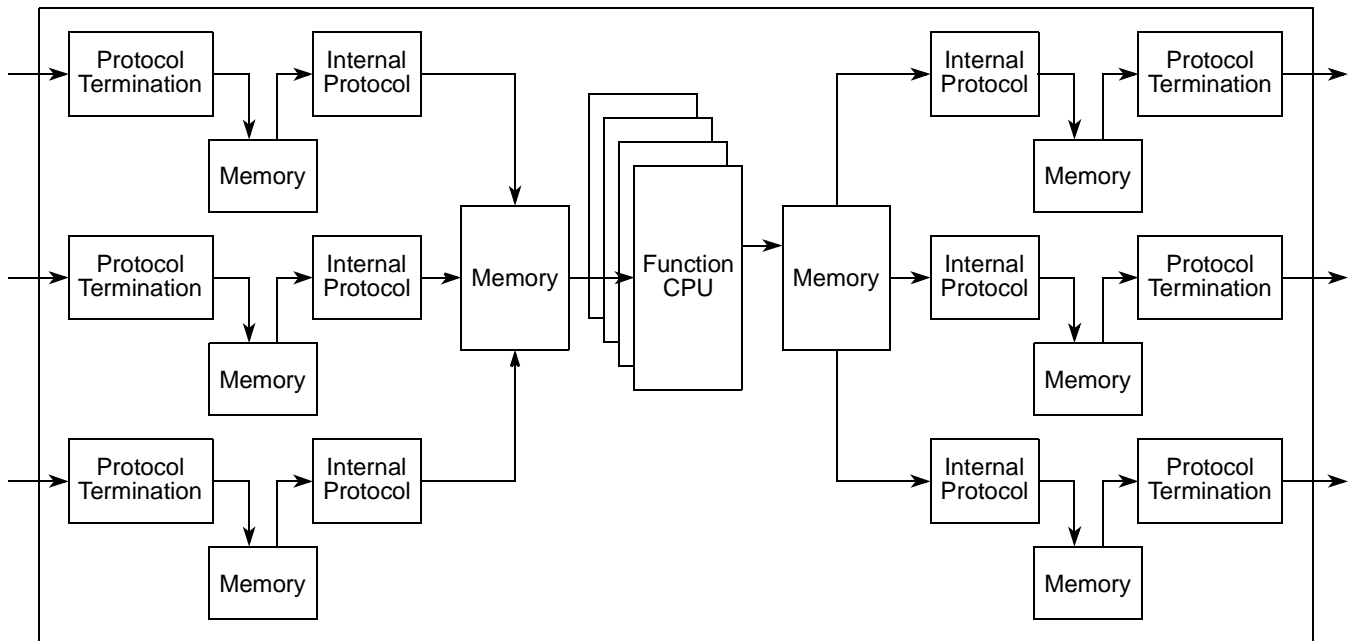 Protocol
Termination
Internal
Protocol
Memory
Protocol
Termination
Internal
Protocol
Memory
Protocol
Termination
Internal
Protocol
Memory
Memory
Function
CPU
Memory
Internal
Protocol
Protocol
Termination
Memory
Internal
Protocol
Protocol
Termination
Memory
Internal
Protocol
Protocol
Termination
Memory